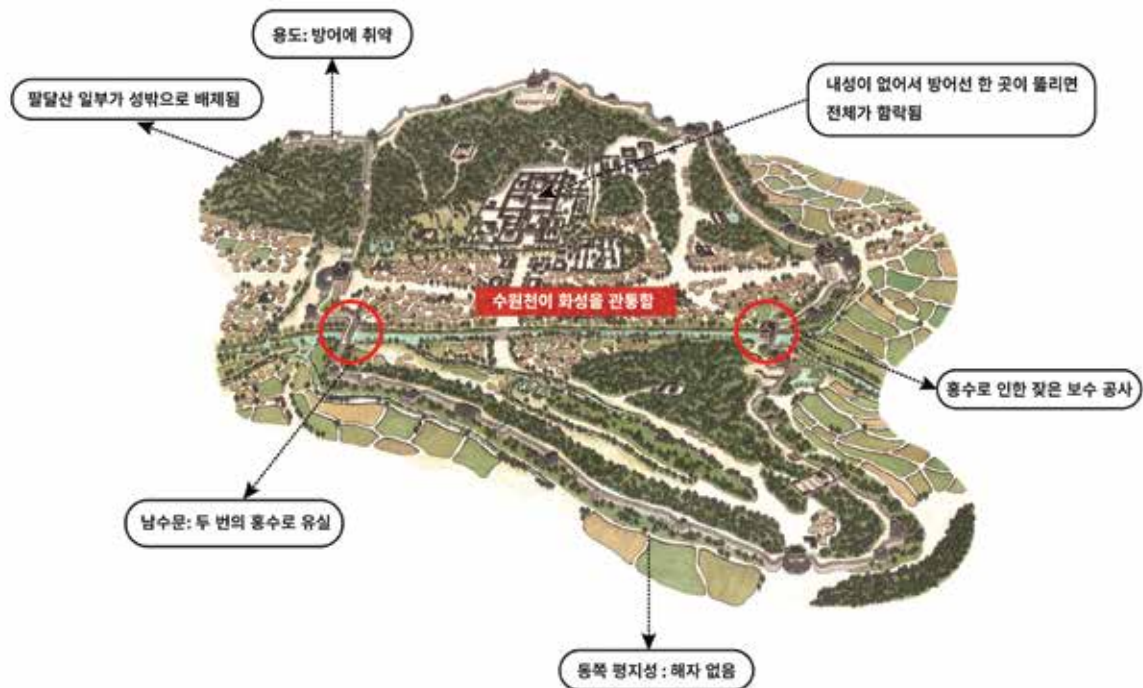 용도: 방어에 취약
팔달산 일부가 성밖으로 배제됨
내성이 없어서 방어선 한 곳이 뚫리면
전체가 함락됨
수원천이 화성을 관통함
홍수로 인한 잦은 보수 공사
남수문: 두 번의 홍수로 유실
동쪽 평지성 : 해자 없음